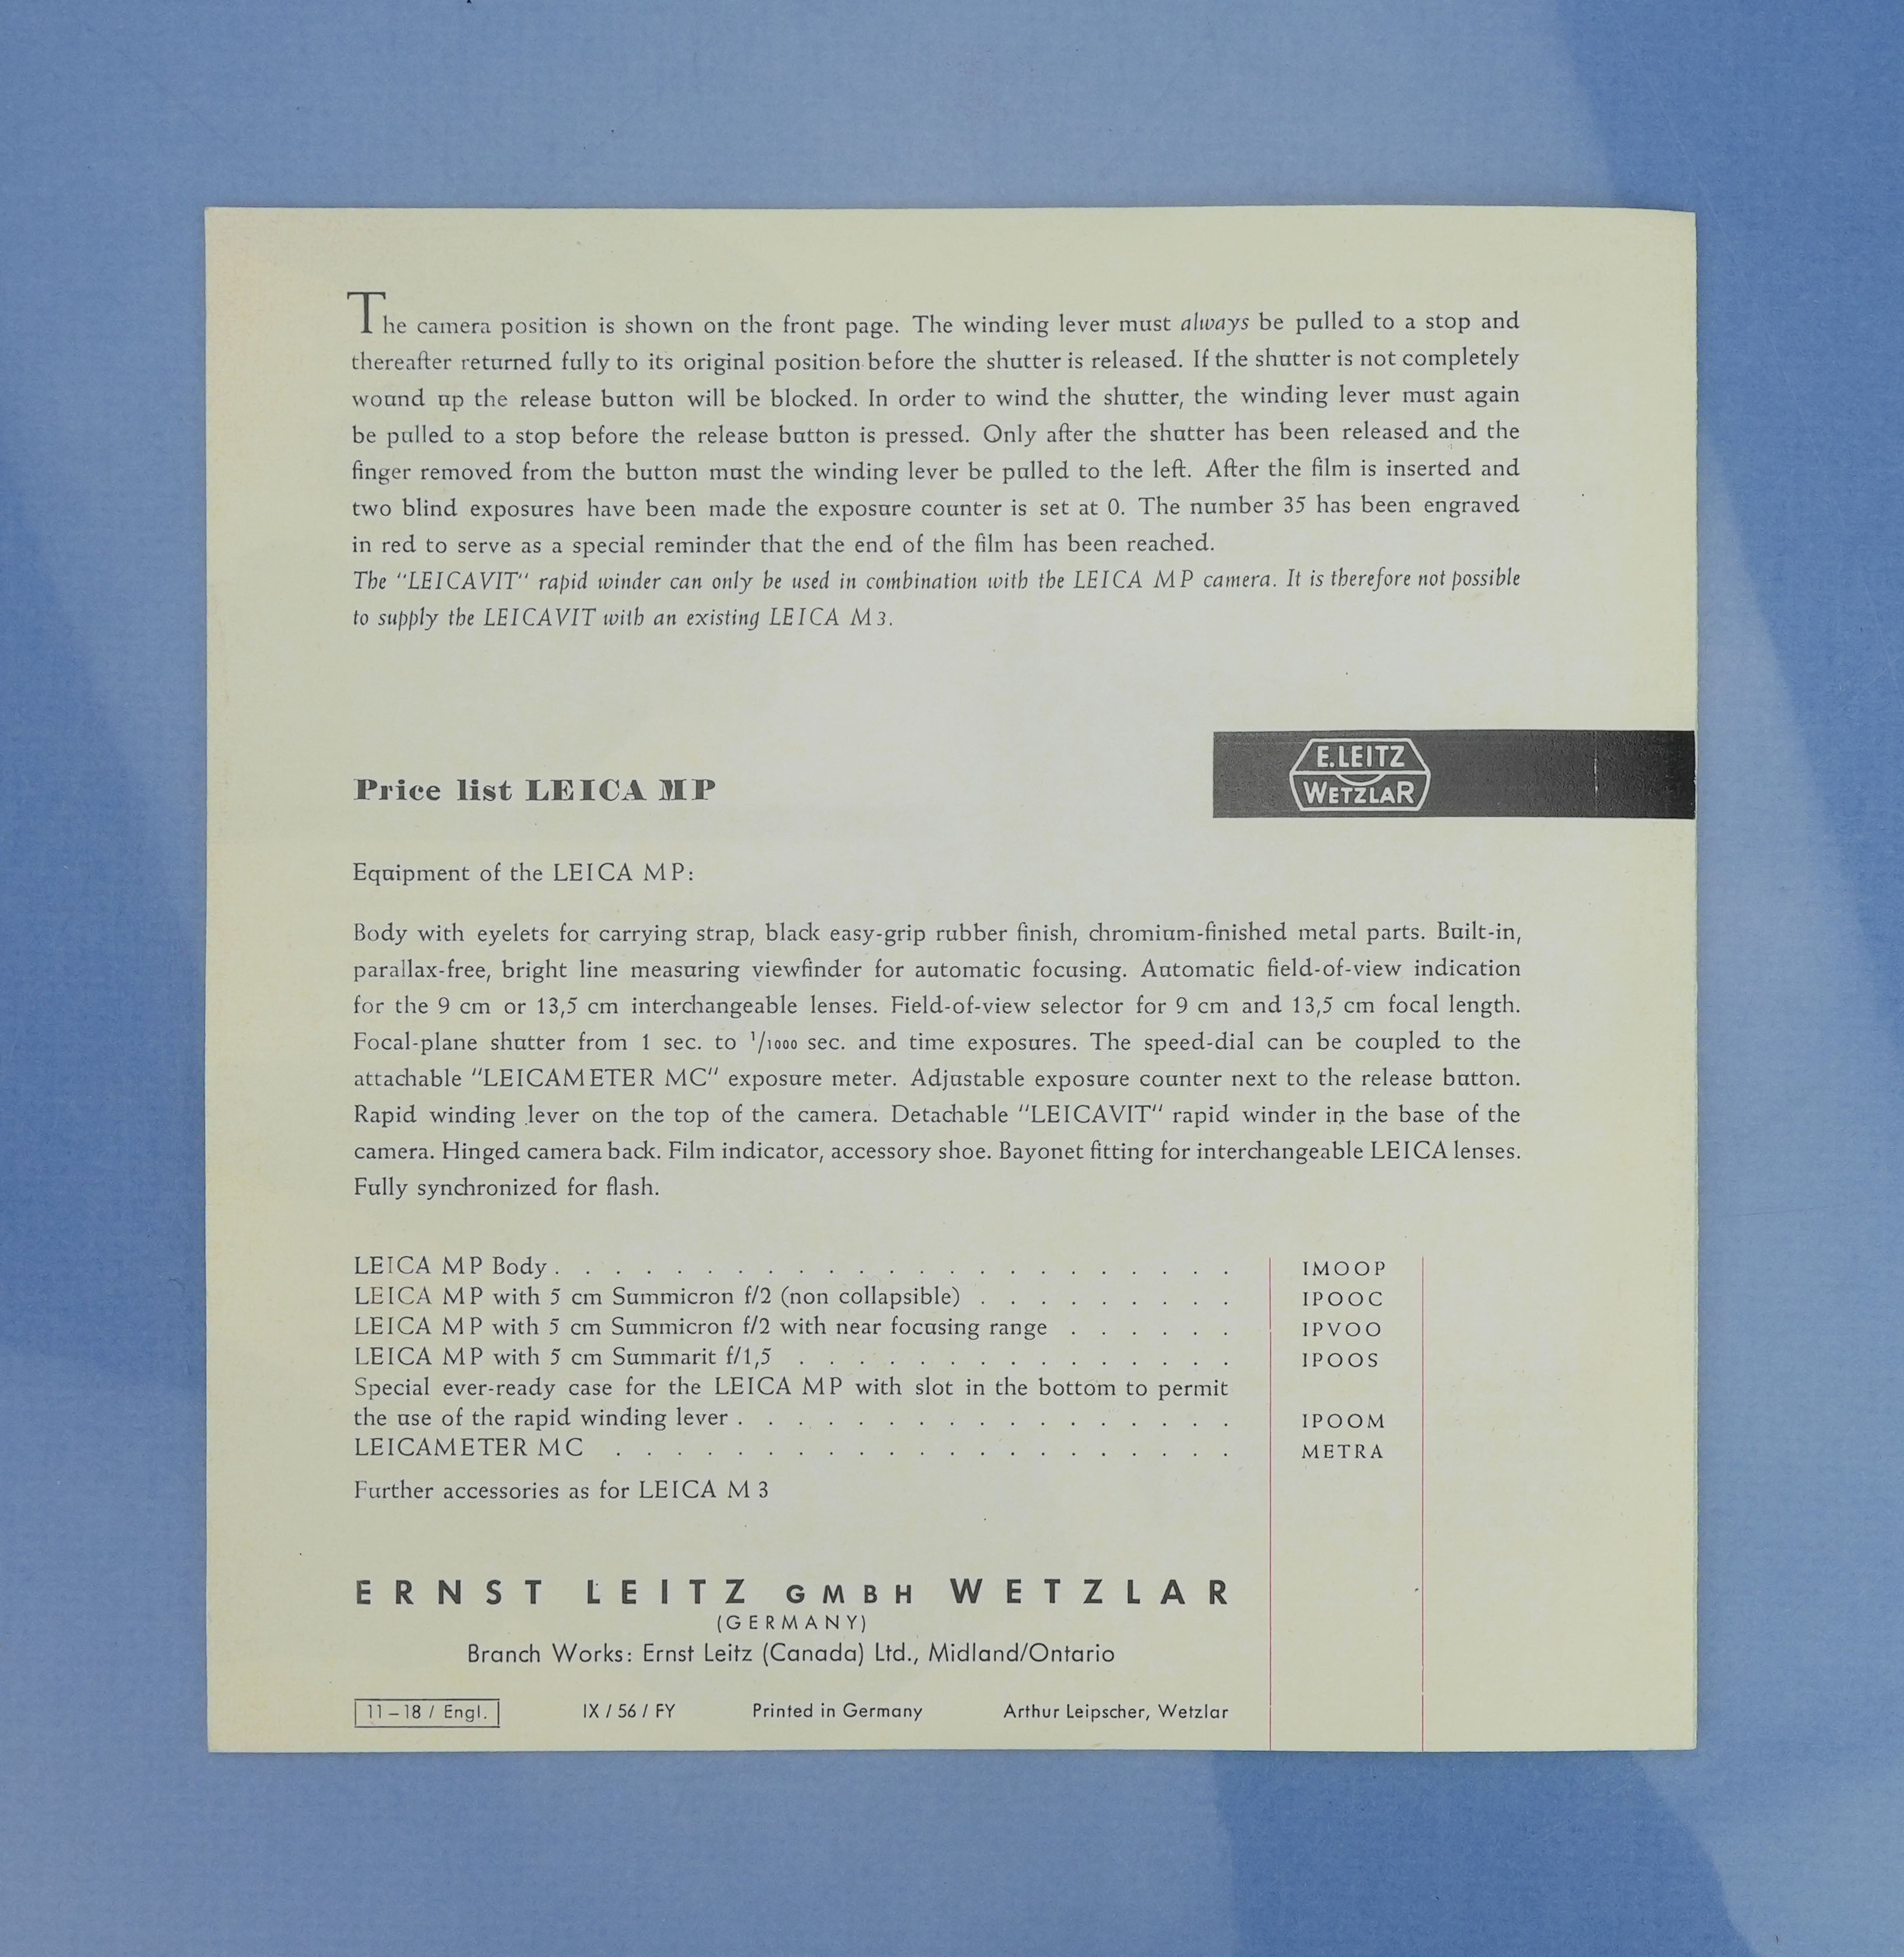 The camera position is shown on the front page. The winding lever must always be pulled to a stop and
thereafter returned fully to its original position before the shutter is released. If the shutter is not completely
wound up the release button will be blocked. In order to wind the shutter, the winding lever must again
be pulled to a stop before the release button is pressed. Only after the shutter has been released and the
finger removed from the button must the winding lever be pulled to the left. After the film is inserted and
two blind exposures have been made the exposure counter is set at 0. The number 35 has been engraved
in red to serve as a special reminder that the end of the film has been reached.
The "LEICAVIT" rapid winder can only be used in combination with the LEICA MP camera. It is therefore not possible
to supply the LEICAVIT with an existing LEICA M 3.
E.LEITZ
WETZLAR
Price list LEICA MP
Equipment of the LEICA MP:
Body with eyelets for carrying strap, black easy-grip rubber finish, chromium-finished metal parts. Built-in,
parallax-free, bright line measuring viewfinder for automatic focusing. Automatic field-of-view indication
for the 9 cm or 13,5 cm interchangeable lenses. Field-of-view selector for 9 cm and 13,5 cm focal length.
Focal-plane shutter from 1 sec. to 1/1000 sec. and time exposures. The speed-dial can be coupled to the
attachable "LEICAMETER MC" exposure meter. Adjustable exposure counter next to the release button.
Rapid winding lever on the top of the camera. Detachable "LEICAVIT" rapid winder in the base of the
camera. Hinged camera back. Film indicator, accessory shoe. Bayonet fitting for interchangeable LEICA lenses.
Fully synchronized for flash.
LEICA MP Body . . . . . . . . . . . . . . . . . . . . . . . IMOOP
LEICA MP with 5 cm Summicron f/2 (non collapsible) . . . . . . . . . IPOOC
LEICA MP with 5 cm Summicron f/2 with near focusing range . . . . . . IPVOO
LEICA MP with 5 cm Summarit f/1,5 . . . . . . . . . . . . . . . IPOOS
Special ever-ready case for the LEICA MP with slot in the bottom to permit
the use of the rapid winding lever . . . . . . . . . . . . . . . . . IPOOM
LEICAMETER MC . . . . . . . . . . . . . . . . . . . . . METRA
Further accessories as for LEICA M 3
ERNST LEITZ GMBH WETZLAR
(GERMANY)
Branch Works: Ernst Leitz (Canada) Ltd., Midland/Ontario
11-18 / Engl. IX / 56 / FY Printed in Germany Arthur Leipscher, Wetzlar